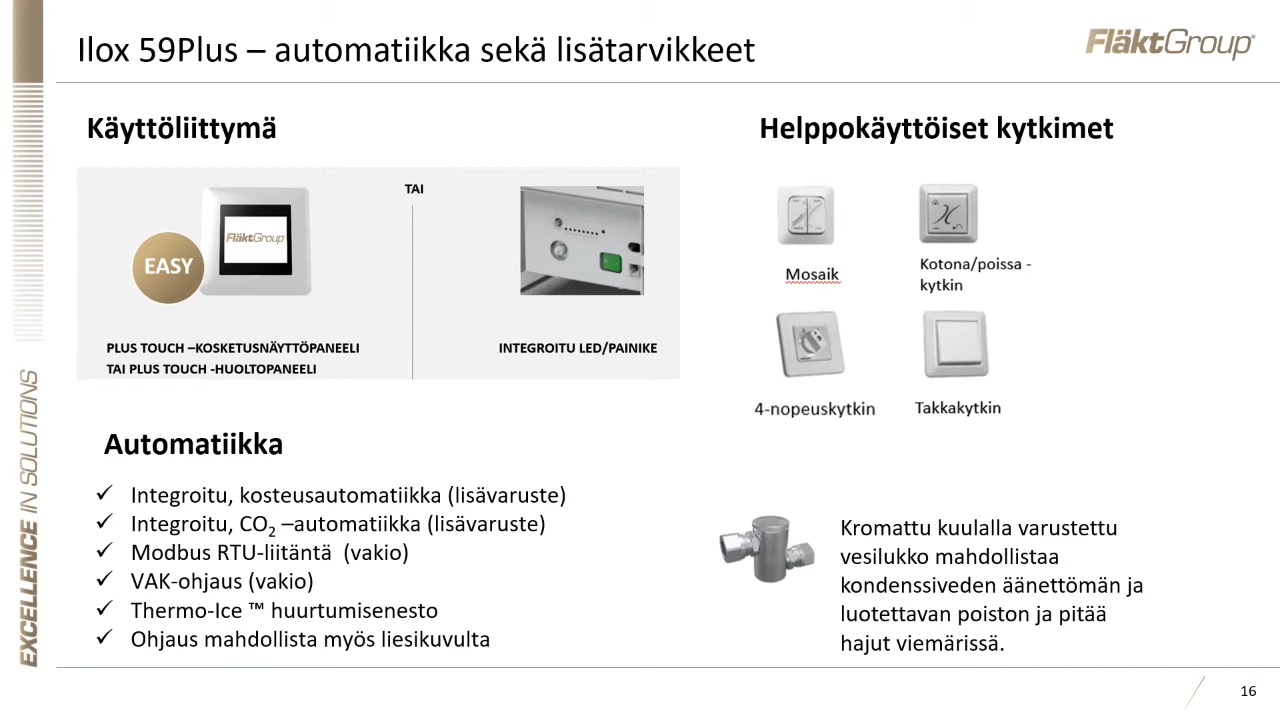 Ilox 59Plus – automatiikka sekä lisätarvikkeet
FläktGroup
Käyttöliittymä
EASY
FläktGroup
TAI
PLUS TOUCH –KOSKETUSNÄYTTÖPANEELI
TAI PLUS TOUCH -HUOLTOPANEELI
INTEGROITU LED/PAINIKE
Helppokäyttöiset kytkimet
Mosaik
Kotona/poissa -
kytkin
4-nopeuskytkin
Takkakytkin
Automatiikka
✓ Integroitu, kosteusautomatiikka (lisävaruste)
✓ Integroitu, CO₂ –automatiikka (lisävaruste)
✓ Modbus RTU-liitäntä (vakio)
✓ VAK-ohjaus (vakio)
✓ Thermo-Ice ™ huurtumisenesto
✓ Ohjaus mahdollista myös liesikuvulta
Kromattu kuulalla varustettu
vesilukko mahdollistaa
kondenssiveden äänettömän ja
luotettavan poiston ja pitää
hajut viemärissä.
EXCELLENCE IN SOLUTIONS
16